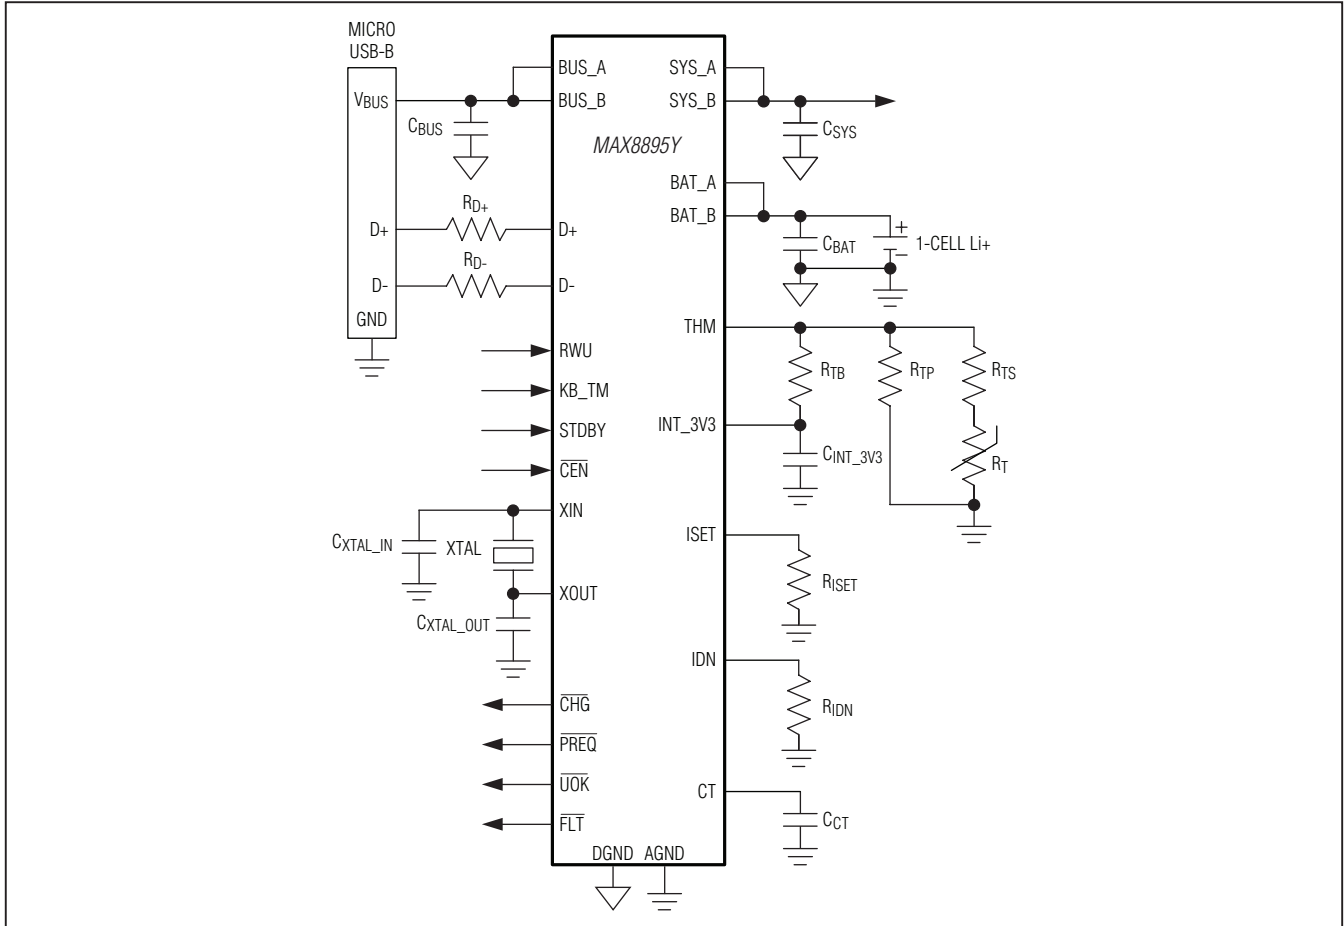 MICRO
USB-B
VBUS
CBUS
D+
RD+
D-
RD-
GND
BUS_A
BUS_B
MAX8895Y
D+
D-
RWU
KB_TM
STDBY
CEN
XIN
CXTAL_IN
XTAL
XOUT
CXTAL_OUT
CHG
PREQ
UOK
FLT
DGND AGND
SYS_A
SYS_B
CSYS
BAT_A
BAT_B
CBAT
+
1-CELL Li+
−
THM
RTB
RTP
RTS
INT_3V3
CINT_3V3
RT
ISET
RISET
IDN
RIDN
CT
CCT